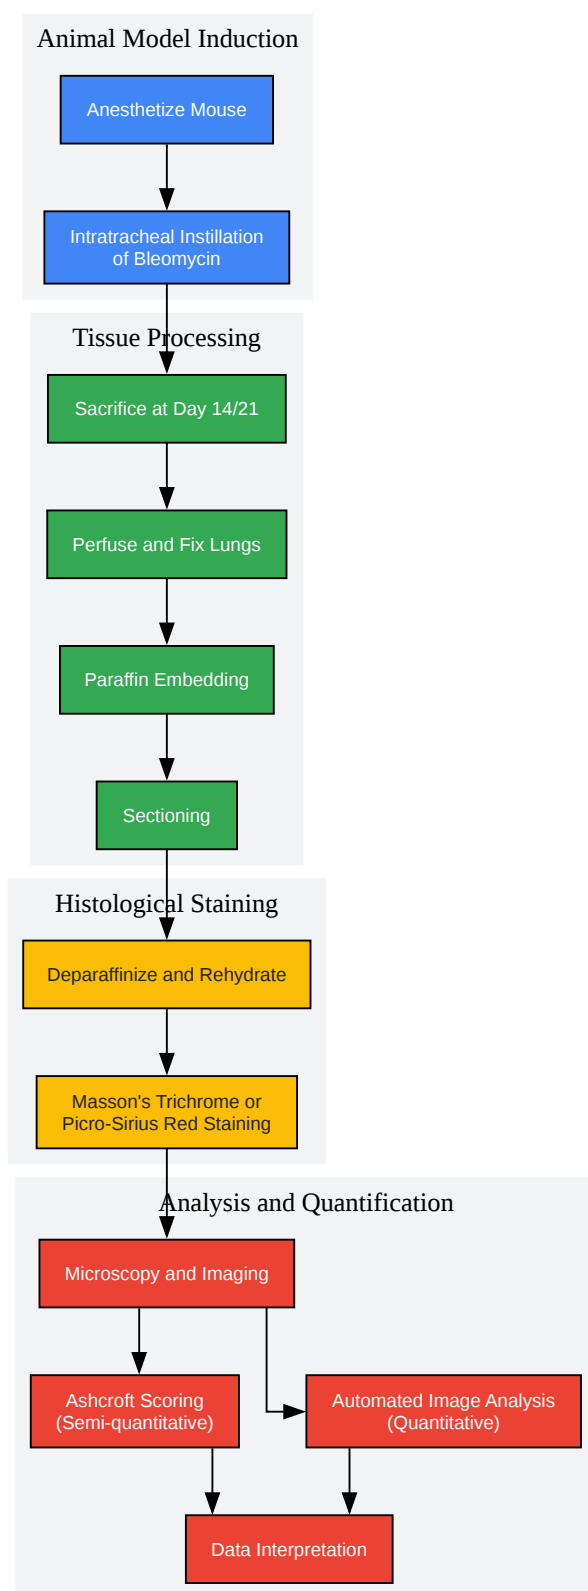 Animal Model Induction
Anesthetize Mouse
Intratracheal Instillation
of Bleomycin
Tissue Processing
Sacrifice at Day 14/21
Perfuse and Fix Lungs
Paraffin Embedding
Sectioning
Histological Staining
Deparaffinize and Rehydrate
Masson's Trichrome or
Picro-Sirius Red Staining
Analysis and Quantification
Microscopy and Imaging
Ashcroft Scoring
(Semi-quantitative)
Automated Image Analysis
(Quantitative)
Data Interpretation